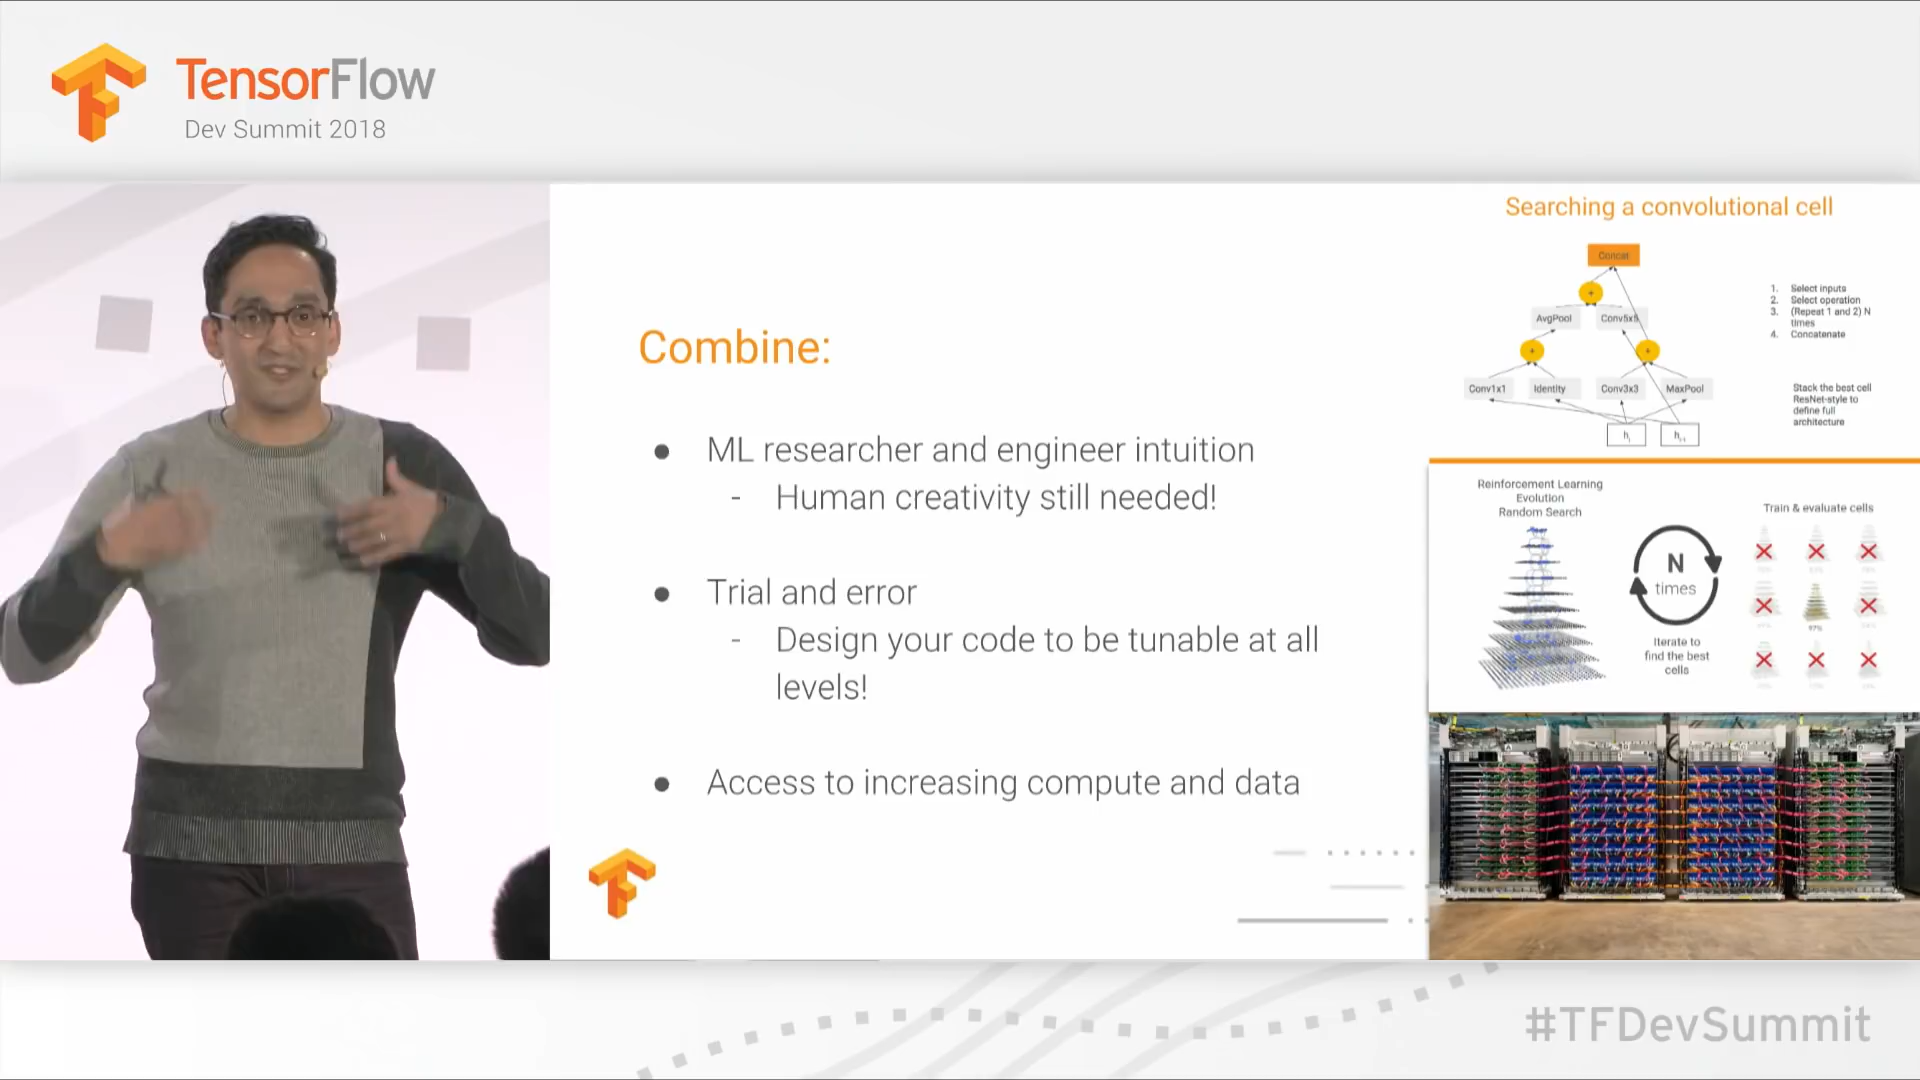 TensorFlow
Dev Summit 2018
Combine:
● ML researcher and engineer intuition
- Human creativity still needed!
● Trial and error
- Design your code to be tunable at all
levels!
● Access to increasing compute and data
Searching a convolutional cell
Concat
+
AvgPool
Conv5x5
+
+
Conv1x1
Identity
Conv3x3
MaxPool
1. Select inputs
2. Select operation
3. (Repeat 1 and 2) N
times
4. Concatenate
Stack the best cell
ResNet-style to
define full
architecture
Reinforcement Learning
Evolution
Random Search
N
times
Iterate to
find the best
cells
Train & evaluate cells
97%
#TFDevSummit